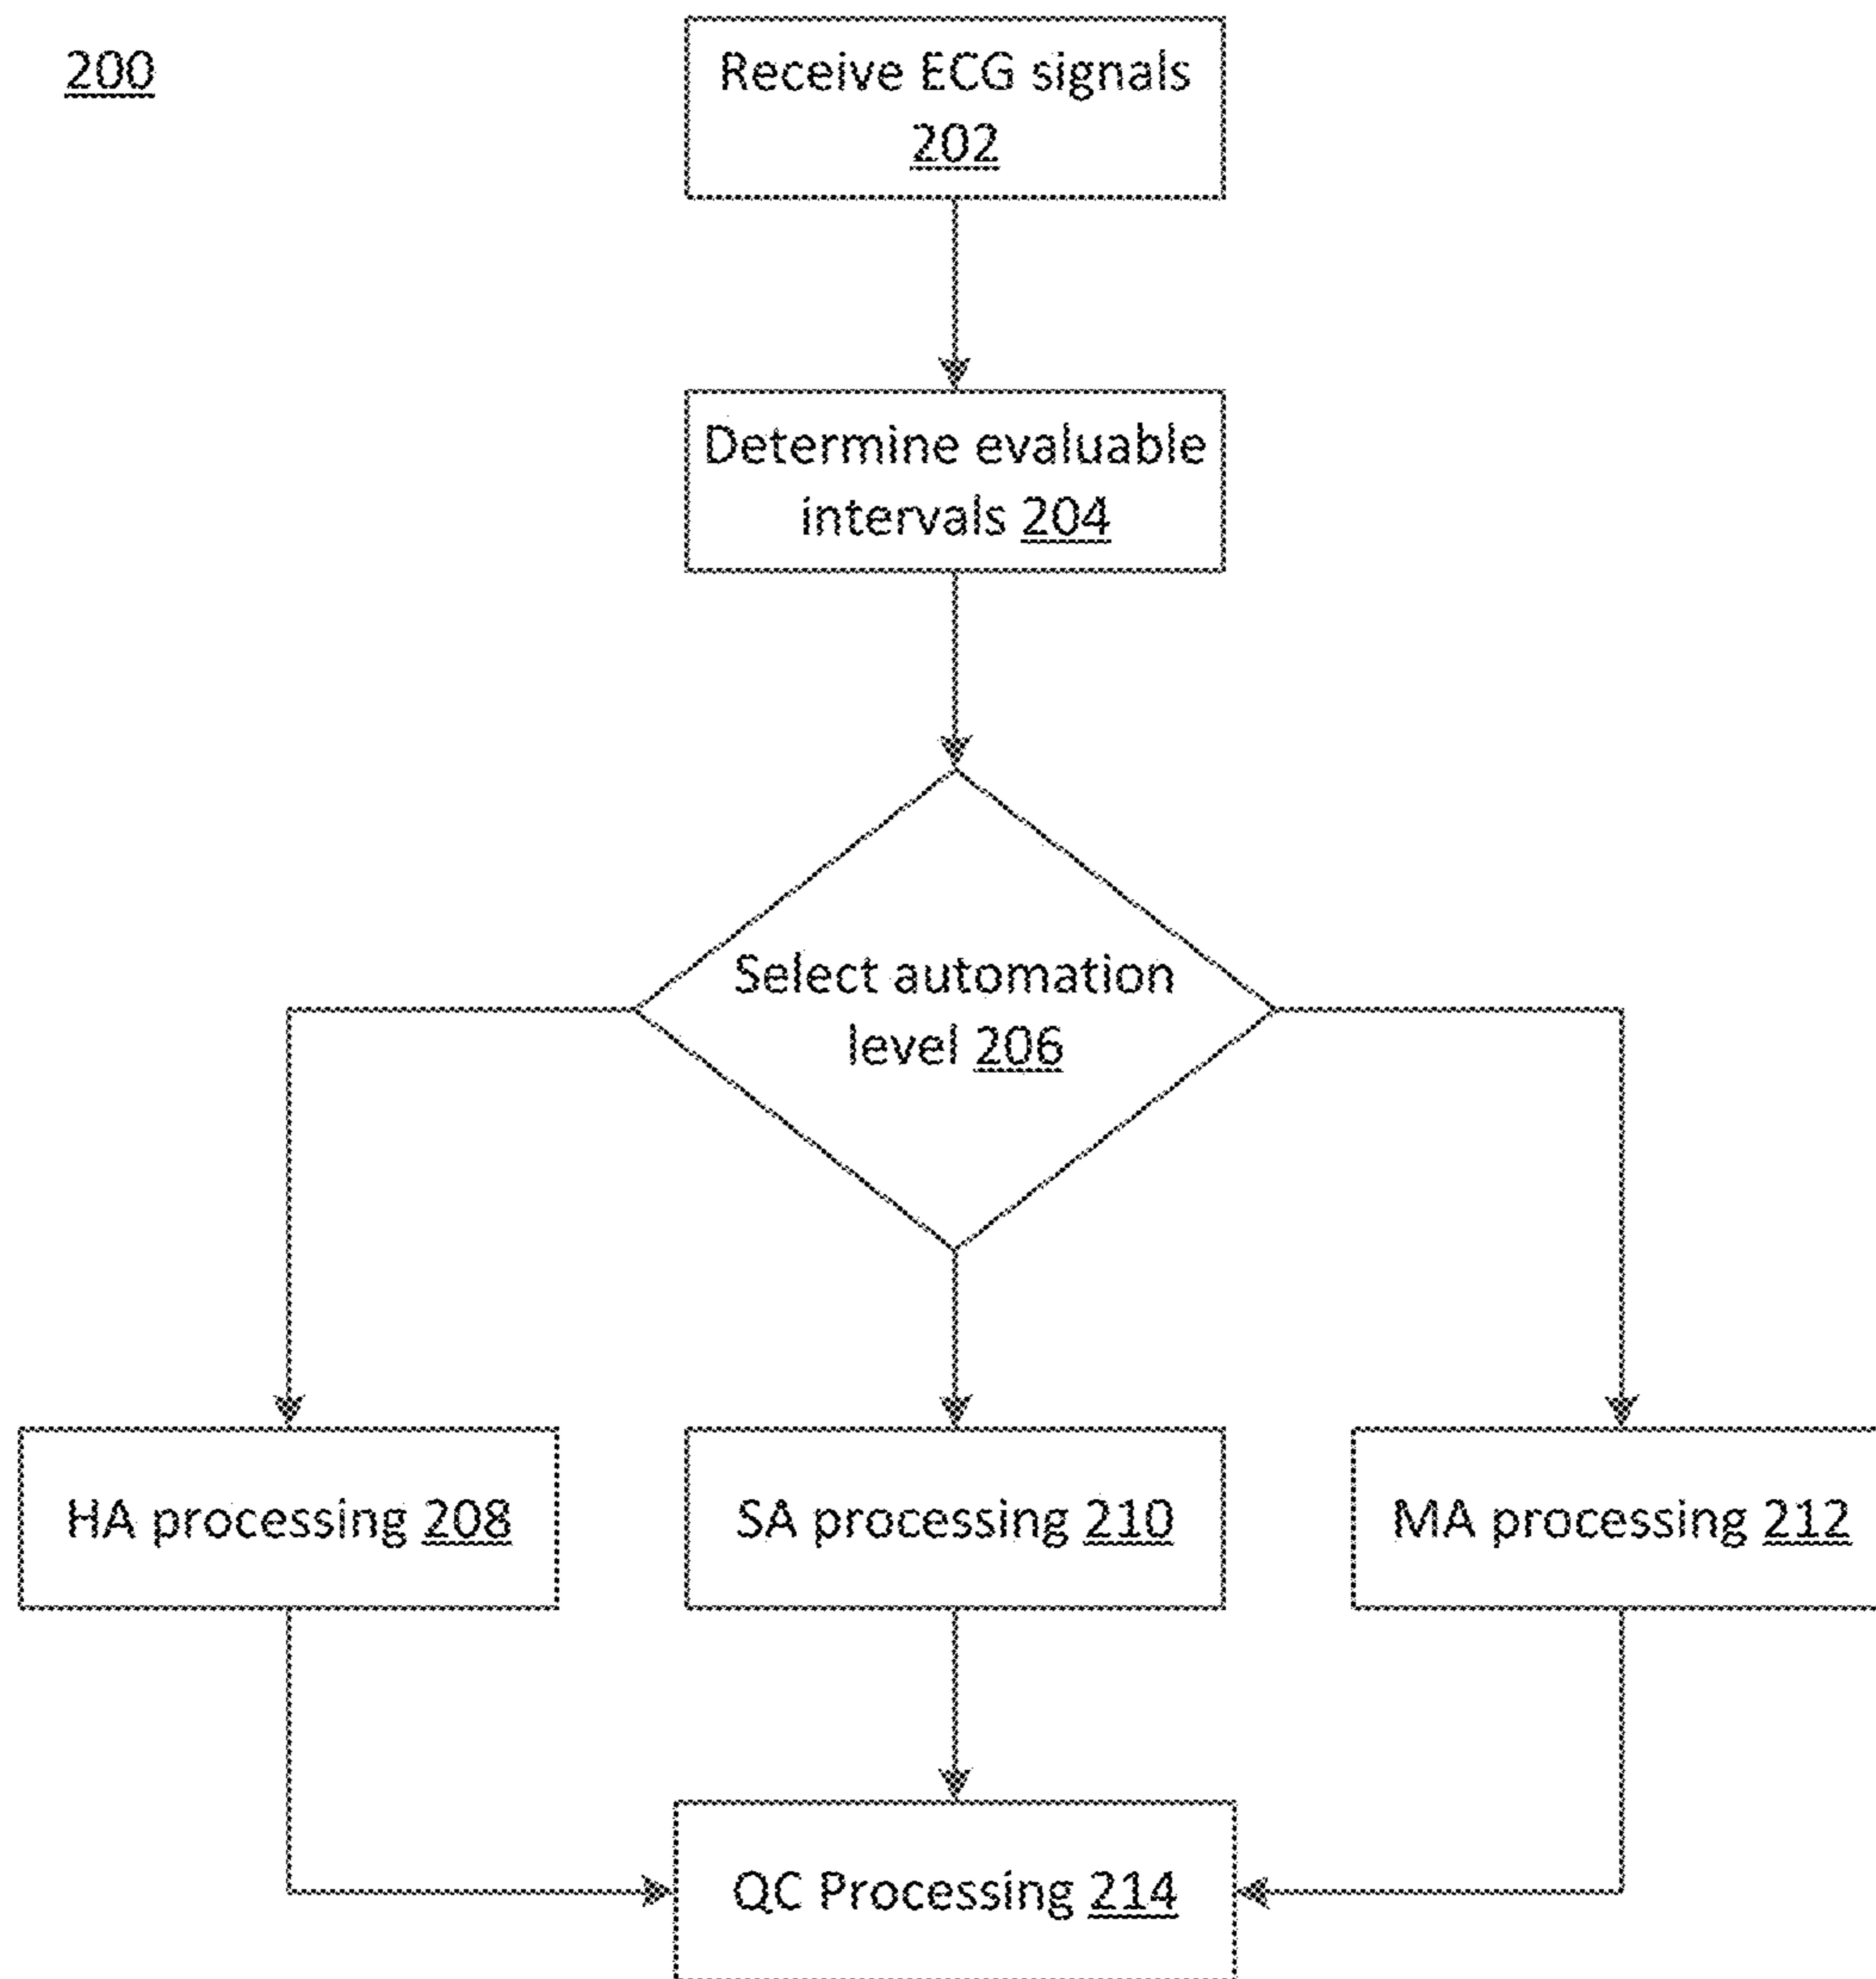 200
Receive ECG signals
202
Determine evaluable
intervals 204
Select automation
level 206
HA processing 208
SA processing 210
MA processing 212
QC Processing 214